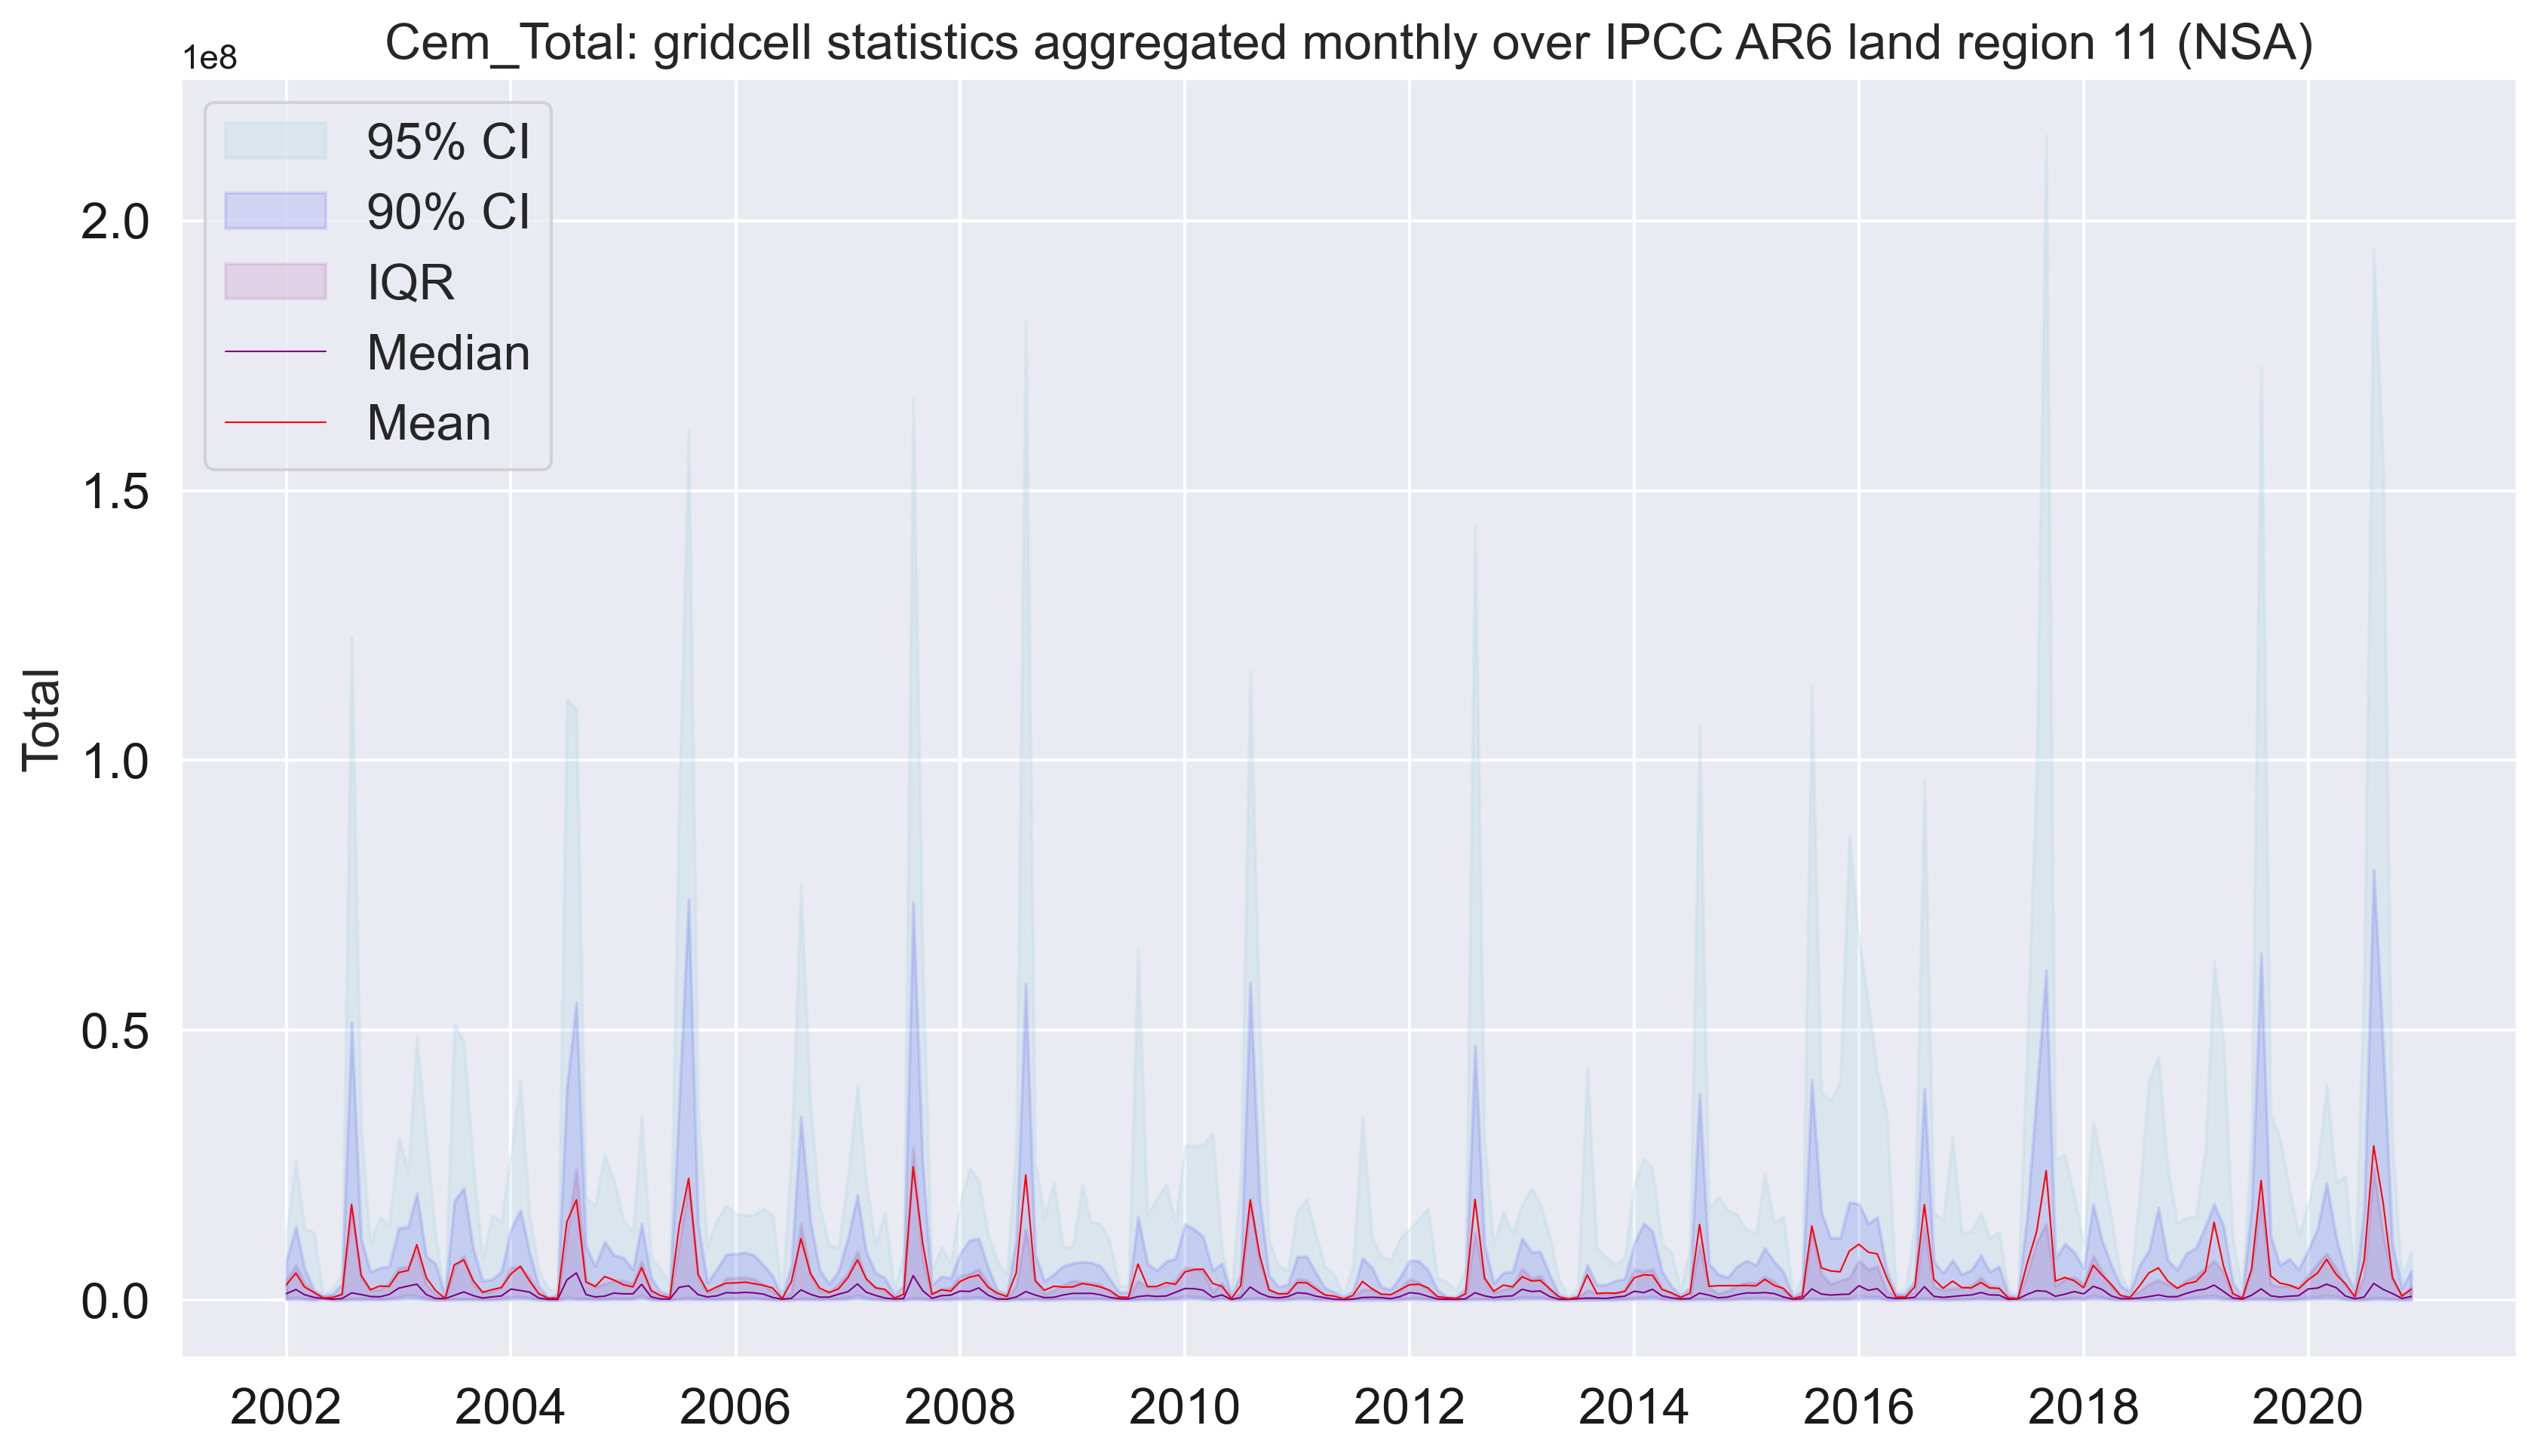 Cem_Total: gridcell statistics aggregated monthly over IPCC AR6 land region 11 (NSA)
1e8
95% CI
90% CI
IQR
Median
Mean
Total
2.0
1.5
1.0
0.5
0.0
2002 2004 2006 2008 2010 2012 2014 2016 2018 2020